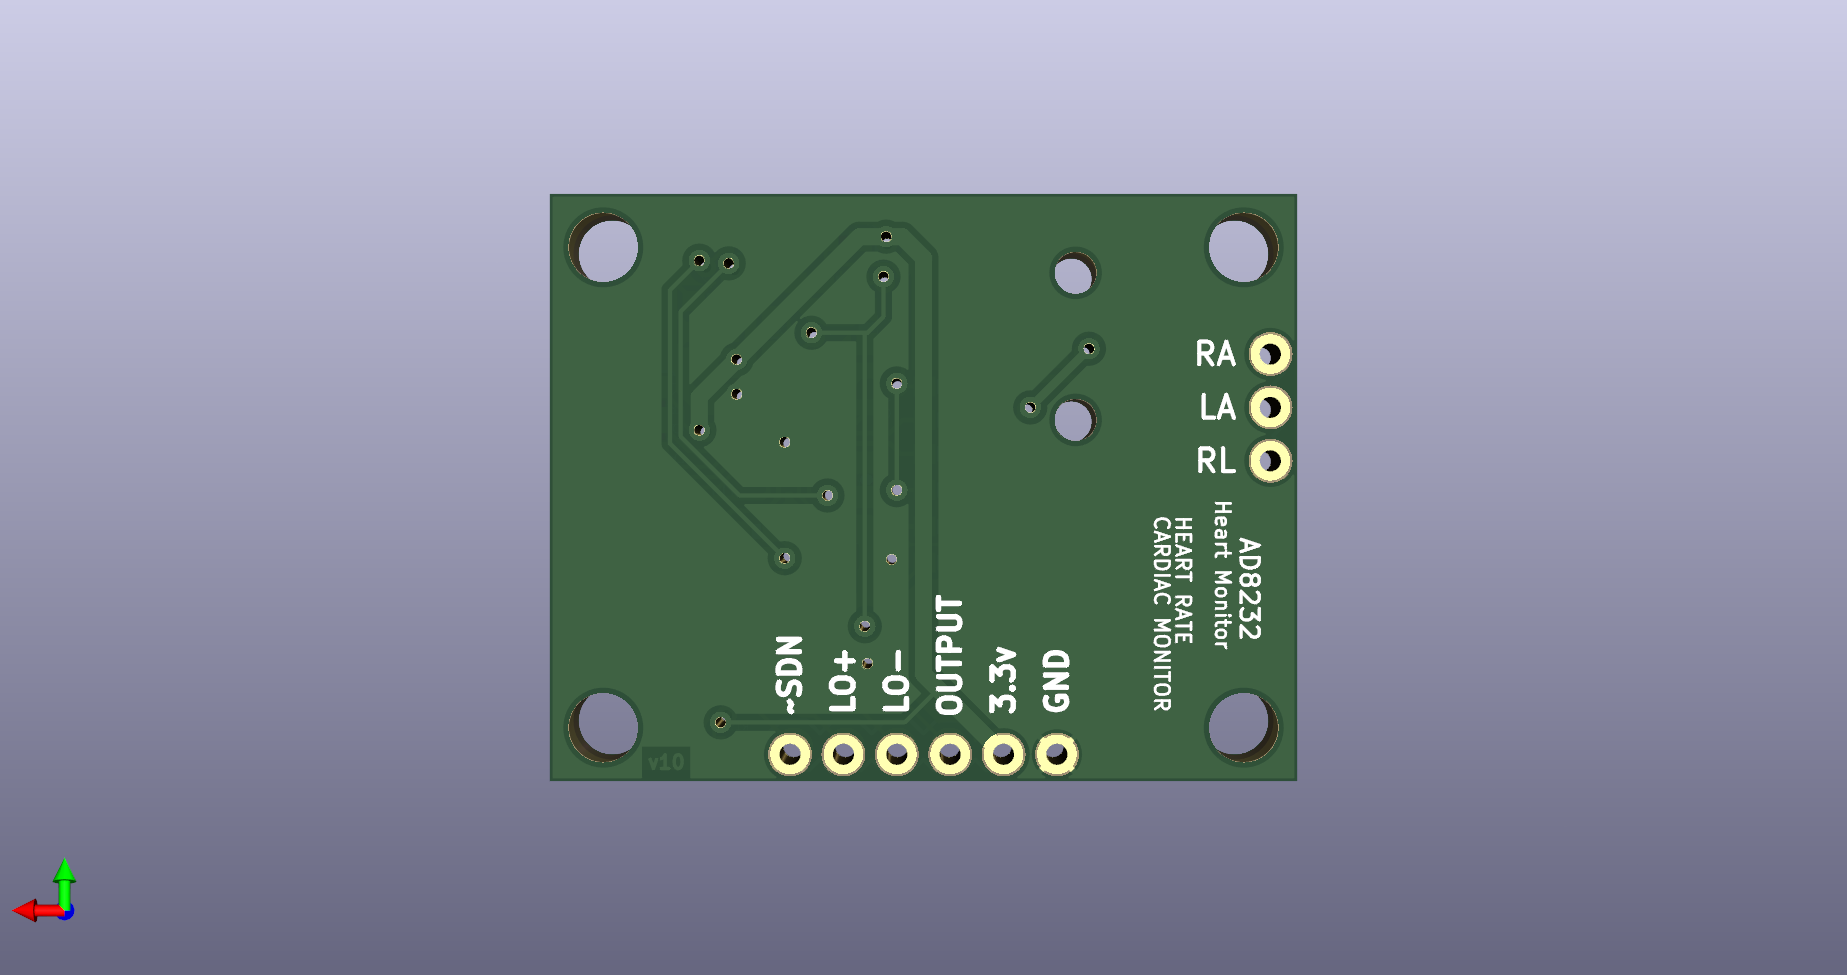 RA
LA
RL
AD8232
Heart Monitor
HEART RATE
CARDIAC MONITOR
~SDN
LO+
LO-
OUTPUT
3.3v
GND
v10